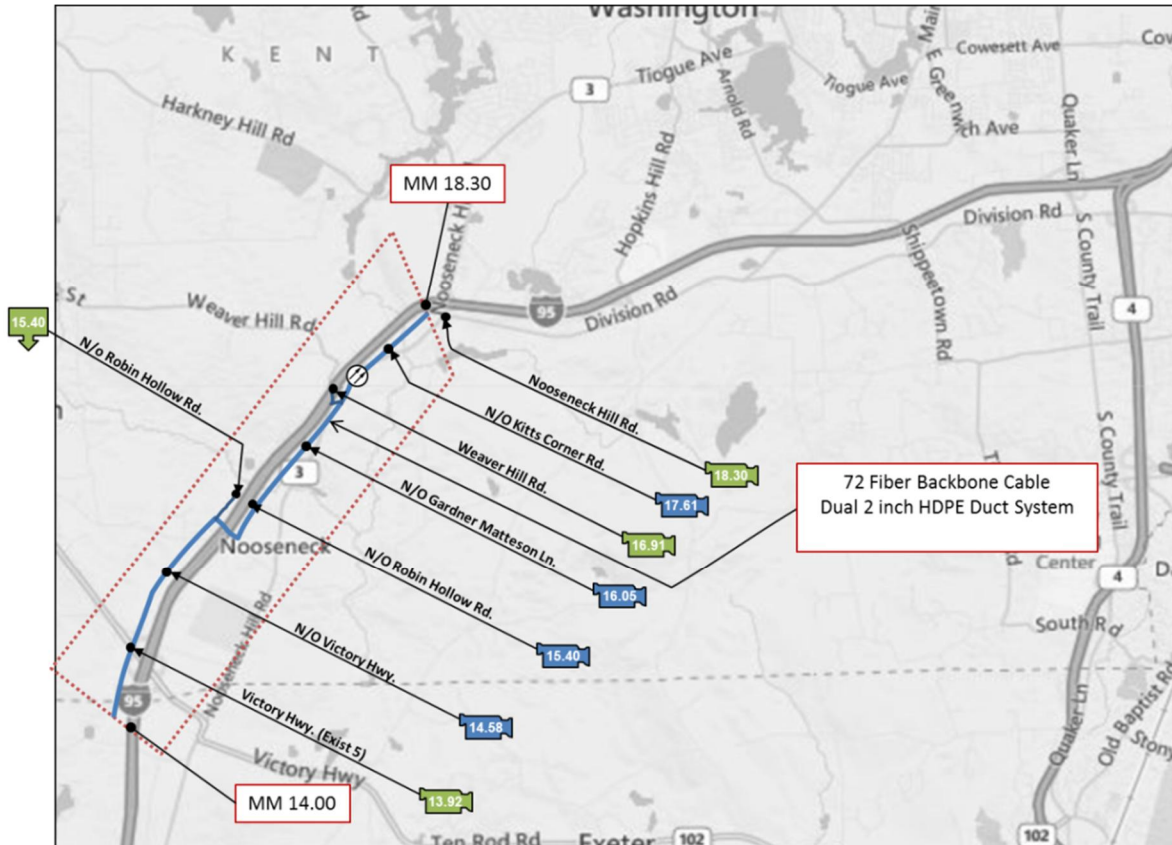 Washington
K E N T
Tiogue Ave
3
Harkney Hill Rd
Arnold Rd
Tiogue Ave
Cowesett Ave
Quaker Ln
Hopkins Hill Rd
MM 18.30
Division Rd
Shippeetown Rd
S County Trail
4
95
Division Rd
Weaver Hill Rd
15.40
N/o Robin Hollow Rd.
Nooseneck Hill Rd.
18.30
N/O Kitts Corner Rd.
17.61
Weaver Hill Rd.
16.91
3
N/O Gardner Matteson Ln.
16.05
72 Fiber Backbone Cable
Dual 2 inch HDPE Duct System
S County Trail
Nooseneck
N/O Robin Hollow Rd.
15.40
Center
4
South Rd
N/O Victory Hwy.
14.58
95
Nooseneck Hill Rd
Victory Hwy. (Exist 5)
13.92
Victory Hwy
MM 14.00
Quaker Ln
Old Baptist Rd
Ten Rod Rd
Exeter
102
102